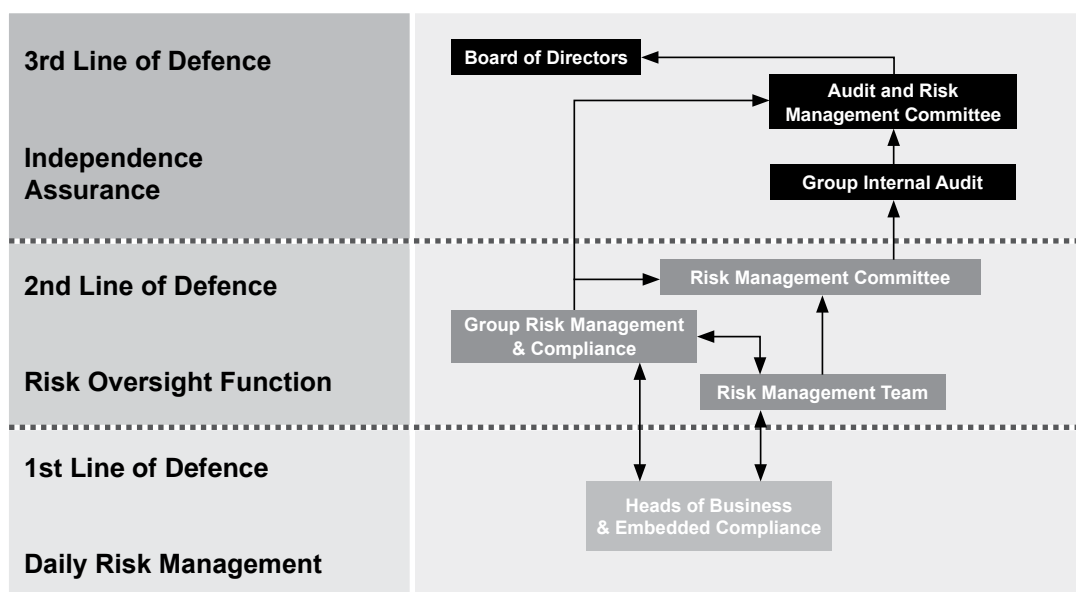 3rd Line of Defence
Independence
Assurance
Board of Directors
Audit and Risk
Management Committee
Group Internal Audit
2nd Line of Defence
Risk Oversight Function
Risk Management Committee
Group Risk Management
& Compliance
Risk Management Team
1st Line of Defence
Daily Risk Management
Heads of Business
& Embedded Compliance